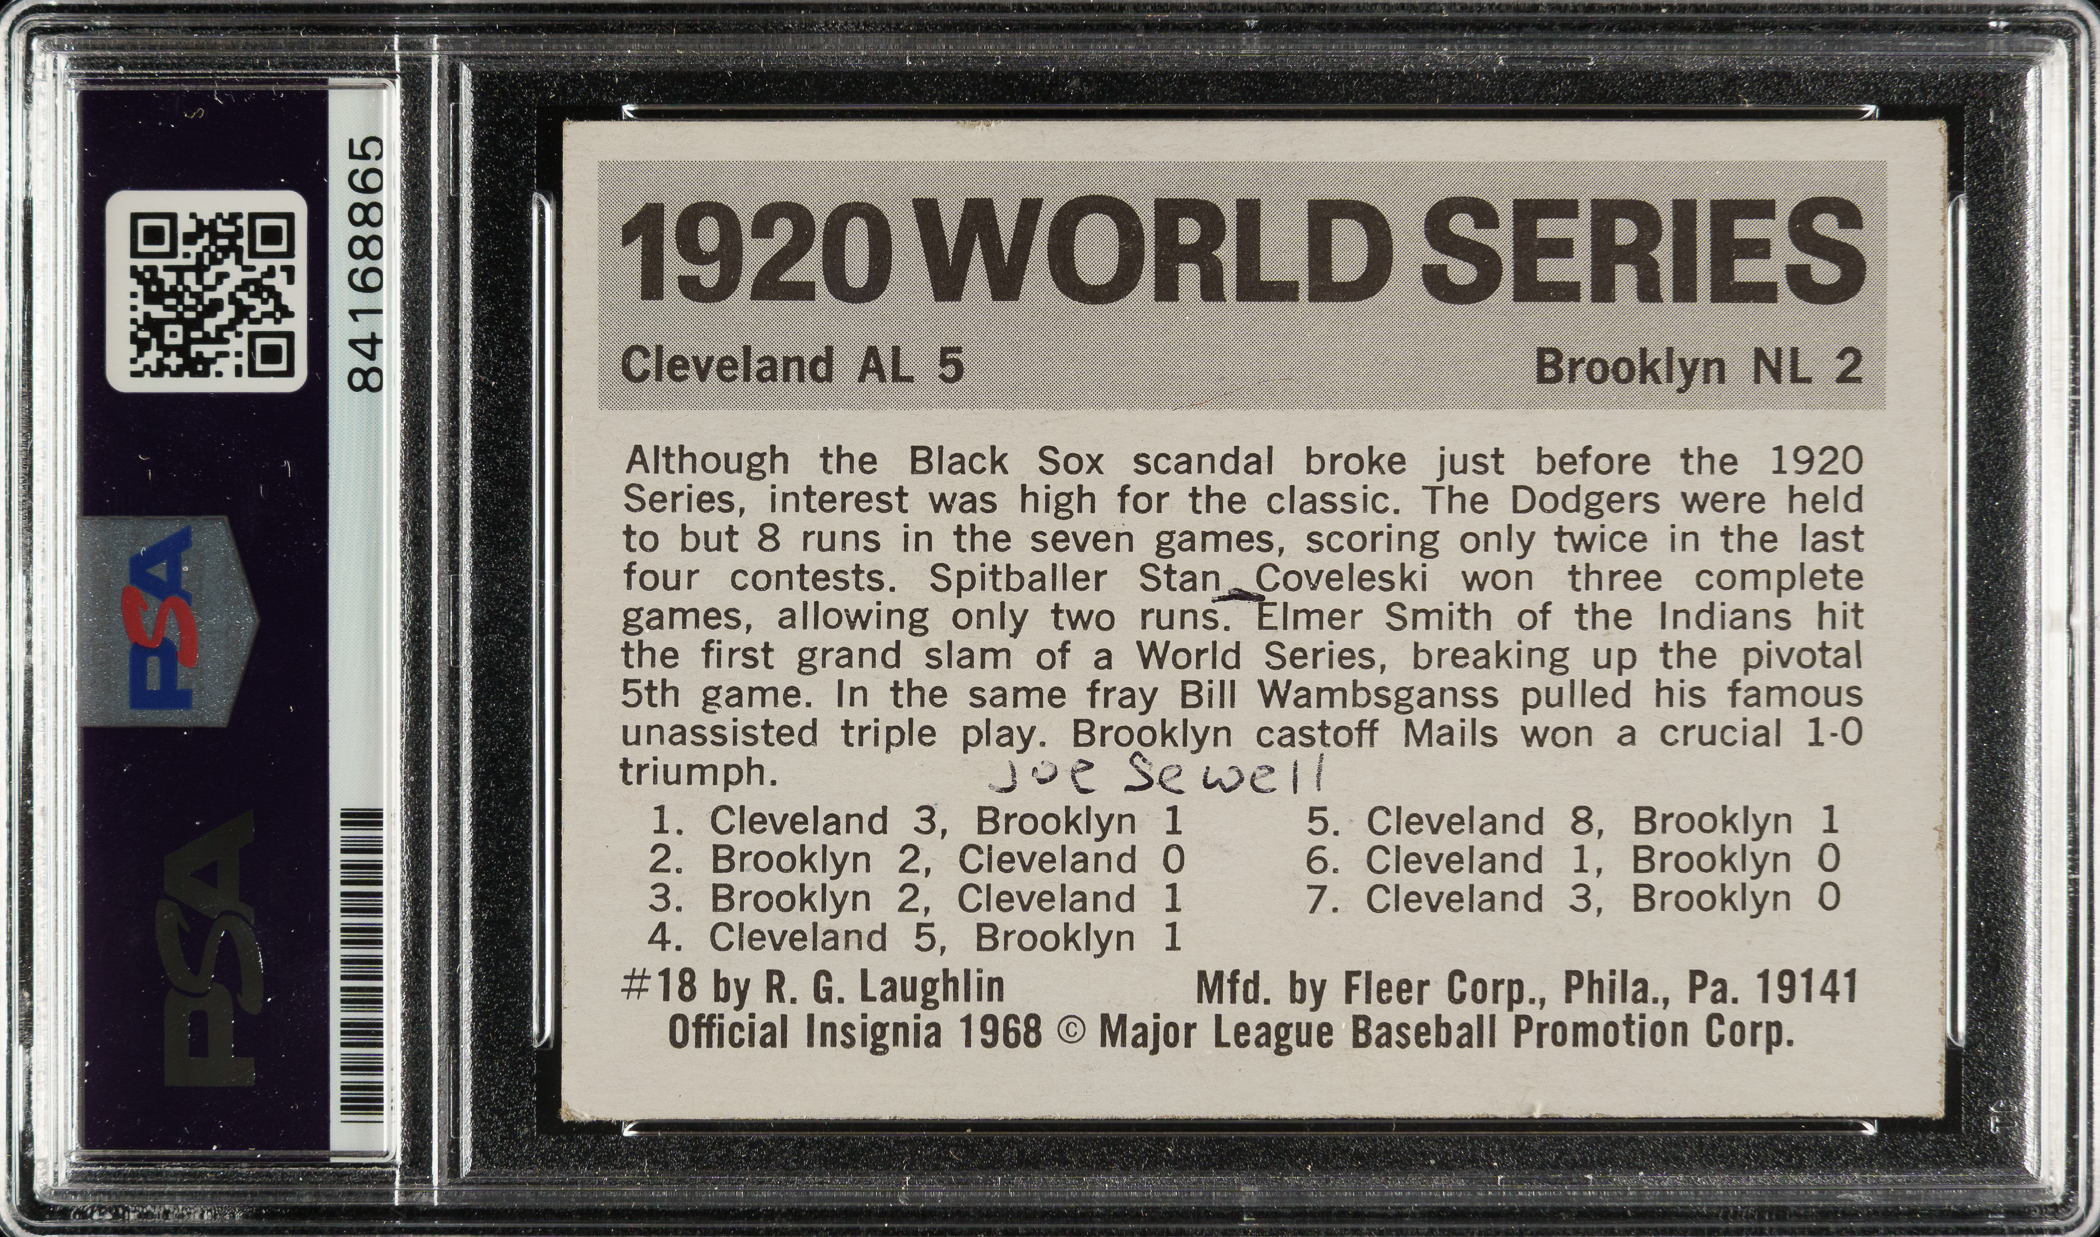 84168865
PSA
PSA
1920 WORLD SERIES
Cleveland AL 5 Brooklyn NL 2
Although the Black Sox scandal broke just before the 1920
Series, interest was high for the classic. The Dodgers were held
to but 8 runs in the seven games, scoring only twice in the last
four contests. Spitballer Stan Coveleski won three complete
games, allowing only two runs. Elmer Smith of the Indians hit
the first grand slam of a World Series, breaking up the pivotal
5th game. In the same fray Bill Wambsganss pulled his famous
unassisted triple play. Brooklyn castoff Mails won a crucial 1-0
triumph. Joe Sewell
1. Cleveland 3, Brooklyn 1
2. Brooklyn 2, Cleveland 0
3. Brooklyn 2, Cleveland 1
4. Cleveland 5, Brooklyn 1
5. Cleveland 8, Brooklyn 1
6. Cleveland 1, Brooklyn 0
7. Cleveland 3, Brooklyn 0
#18 by R. G. Laughlin Mfd. by Fleer Corp., Phila., Pa. 19141
Official Insignia 1968 © Major League Baseball Promotion Corp.